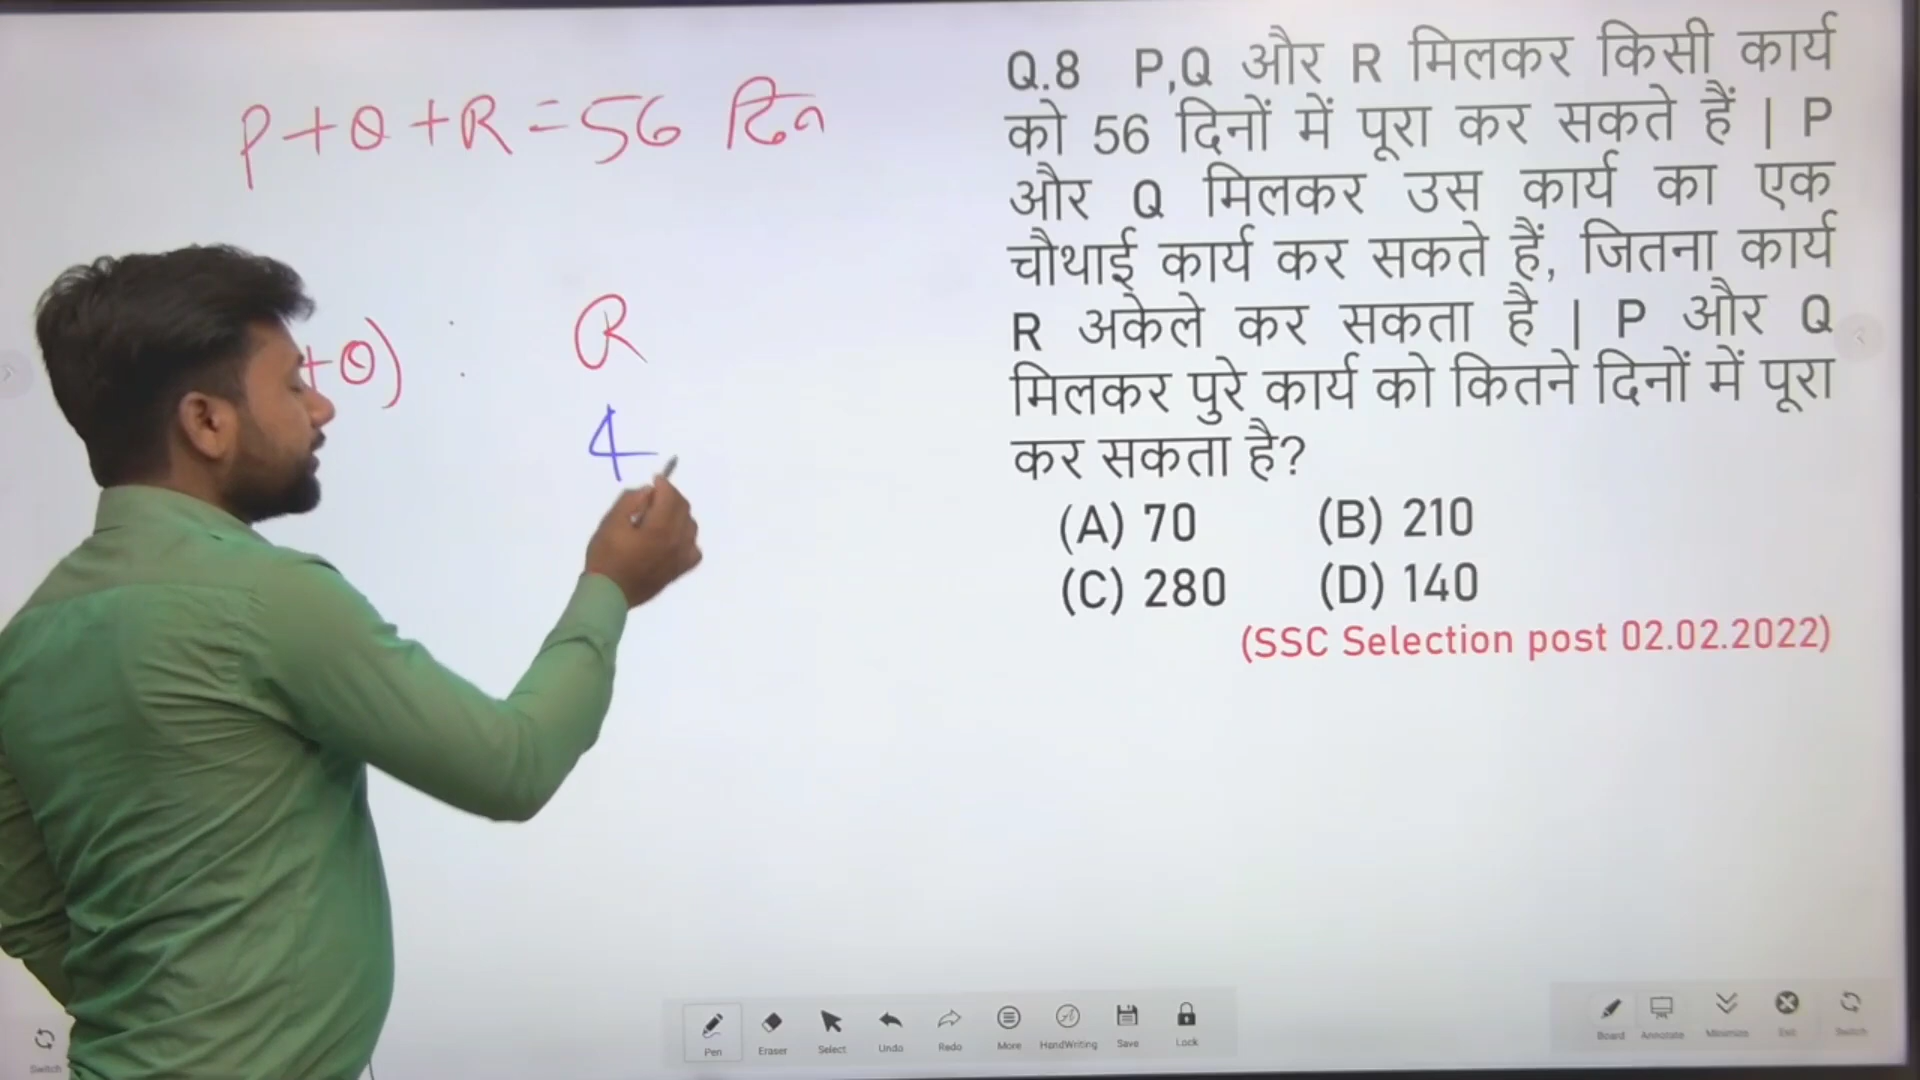 P+Q+R=56 दिन
+Q) : R
4
Q.8 P,Q और R मिलकर किसी कार्य
को 56 दिनों में पूरा कर सकते हैं | P
और Q मिलकर उस कार्य का एक
चौथाई कार्य कर सकते हैं, जितना कार्य
R अकेले कर सकता है | P और Q
मिलकर पुरे कार्य को कितने दिनों में पूरा
कर सकता है?
(A) 70 (B) 210
(C) 280 (D) 140
(SSC Selection post 02.02.2022)
Switch
Pen Eraser Select Undo Redo More HandWriting Save Lock
Board Annotate Minimize Exit Switch